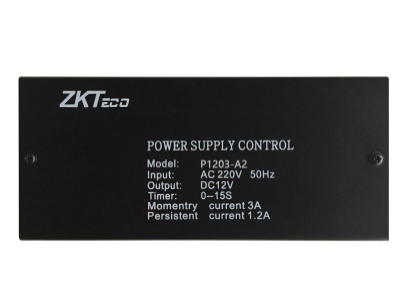 ZKTECO
POWER SUPPLY CONTROL
Model: P1203-A2
Input: AC 220V 50Hz
Output: DC12V
Timer: 0—15S
Momentry current 3A
Persistent current 1.2A